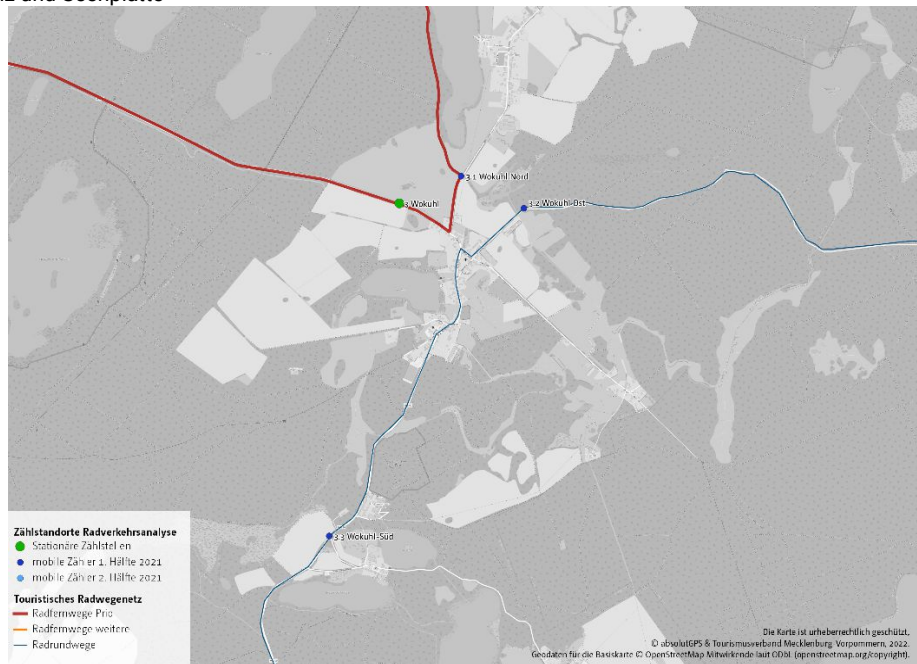 3.1 Wokuhl-Nord
3 Wokuhl
3.2 Wokuhl-Ost
3.3 Wokuhl-Süd
Zählstandorte Radverkehrsanalyse
Stationäre Zählstellen
mobile Zähler 1. Hälfte 2021
mobile Zähler 2. Hälfte 2021
Touristisches Radwegenetz
Radfernwege Prio
Radfernwege weitere
Radrundwege
Die Karte ist urheberrechtlich geschützt,
© absolutGPS & Tourismusverband Mecklenburg-Vorpommern, 2022.
Geodaten für die Basiskarte © OpenStreetMap Mitwirkende laut ODbL (openstreetmap.org/copyright).